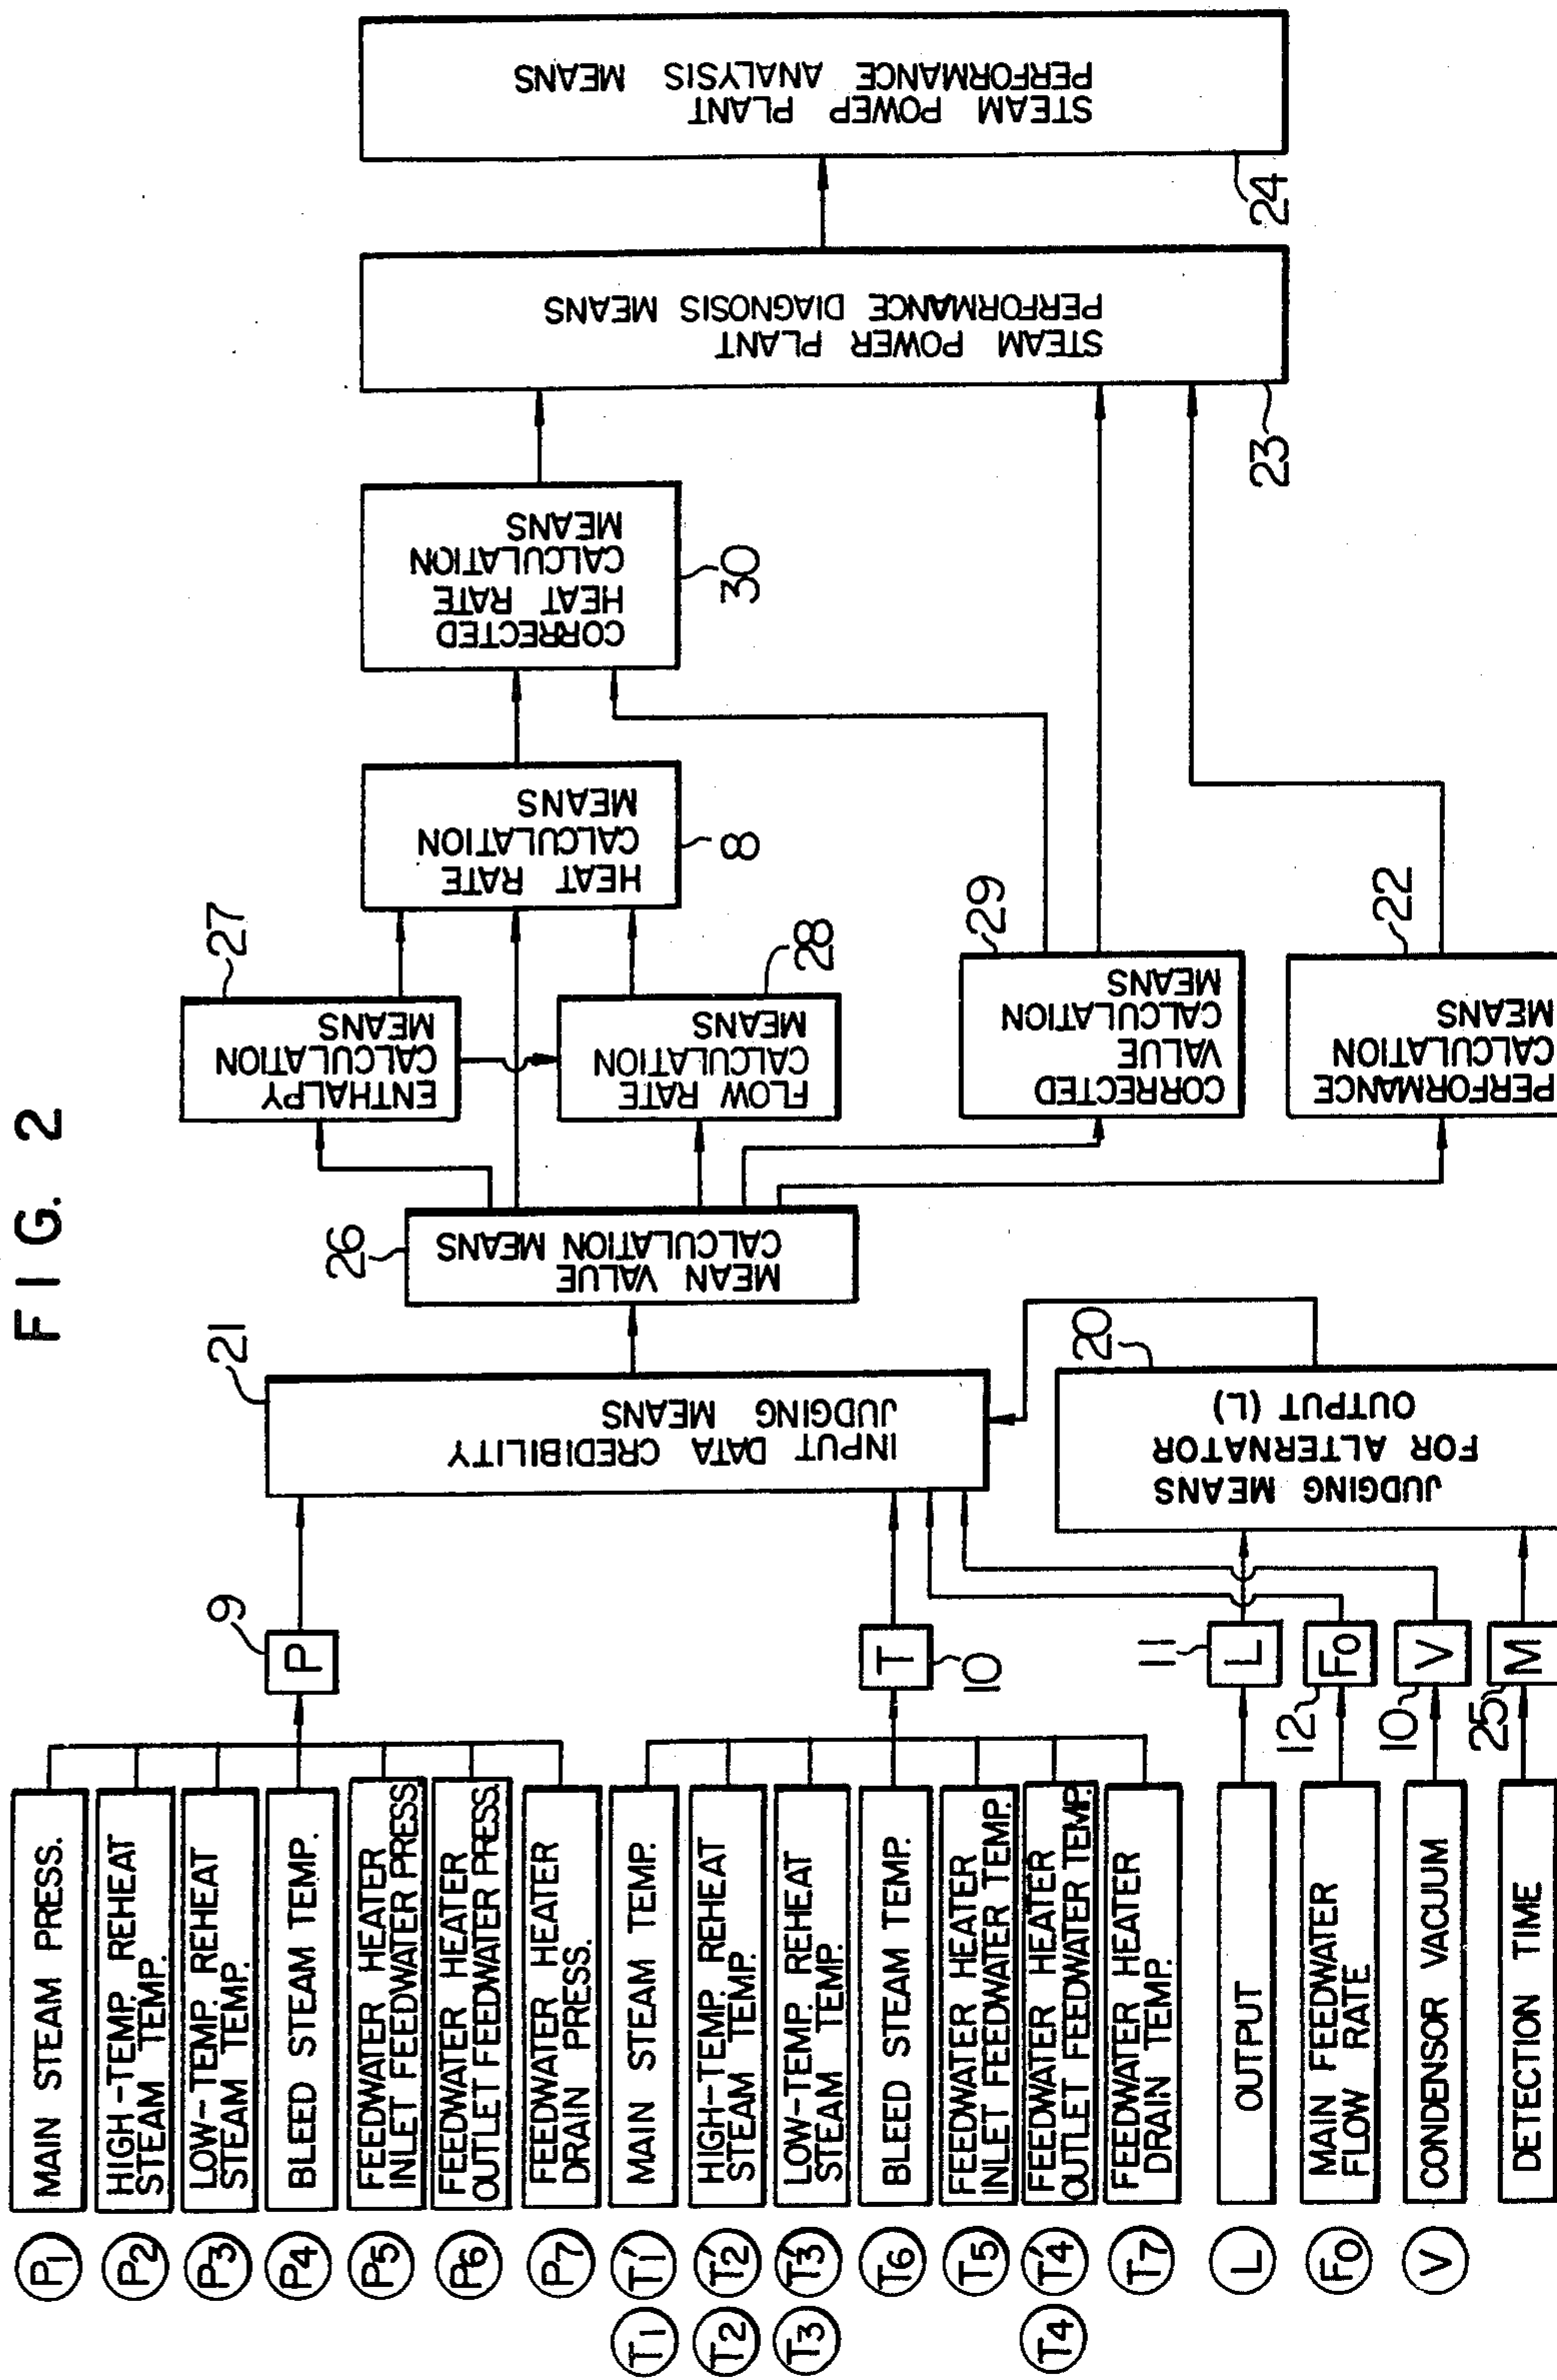 FIG. 2
P1
MAIN STEAM PRESS.
P2
HIGH-TEMP. REHEAT
STEAM TEMP.
P3
LOW-TEMP. REHEAT
STEAM TEMP.
P4
BLEED STEAM TEMP.
P5
FEEDWATER HEATER
INLET FEEDWATER PRESS.
P6
FEEDWATER HEATER
OUTLET FEEDWATER PRESS.
P7
FEEDWATER HEATER
DRAIN PRESS.
T1 T1'
MAIN STEAM TEMP.
T2 T2'
HIGH-TEMP. REHEAT
STEAM TEMP.
T3 T3'
LOW-TEMP. REHEAT
STEAM TEMP.
T6
BLEED STEAM TEMP.
T5
FEEDWATER HEATER
INLET FEEDWATER TEMP.
T4 T4'
FEEDWATER HEATER
OUTLET FEEDWATER TEMP.
T7
FEEDWATER HEATER
DRAIN TEMP.
L
OUTPUT
F0
MAIN FEEDWATER
FLOW RATE
V
CONDENSOR VACUUM
DETECTION TIME
9
P
T
10
11
L
12
F0
10
V
25
M
21
INPUT DATA CREDIBILITY
JUDGING MEANS
20
JUDGING MEANS
FOR ALTERNATOR
OUTPUT (L)
26
MEAN VALUE
CALCULATION MEANS
27
ENTHALPY
CALCULATION
MEANS
28
FLOW RATE
CALCULATION
MEANS
29
CORRECTED
VALUE
CALCULATION
MEANS
22
PERFORMANCE
CALCULATION
MEANS
HEAT RATE
CALCULATION
MEANS
8
CORRECTED
HEAT RATE
CALCULATION
MEANS
30
STEAM POWER PLANT
PERFORMANCE DIAGNOSIS MEANS
23
STEAM POWER PLANT
PERFORMANCE ANALYSIS MEANS
24